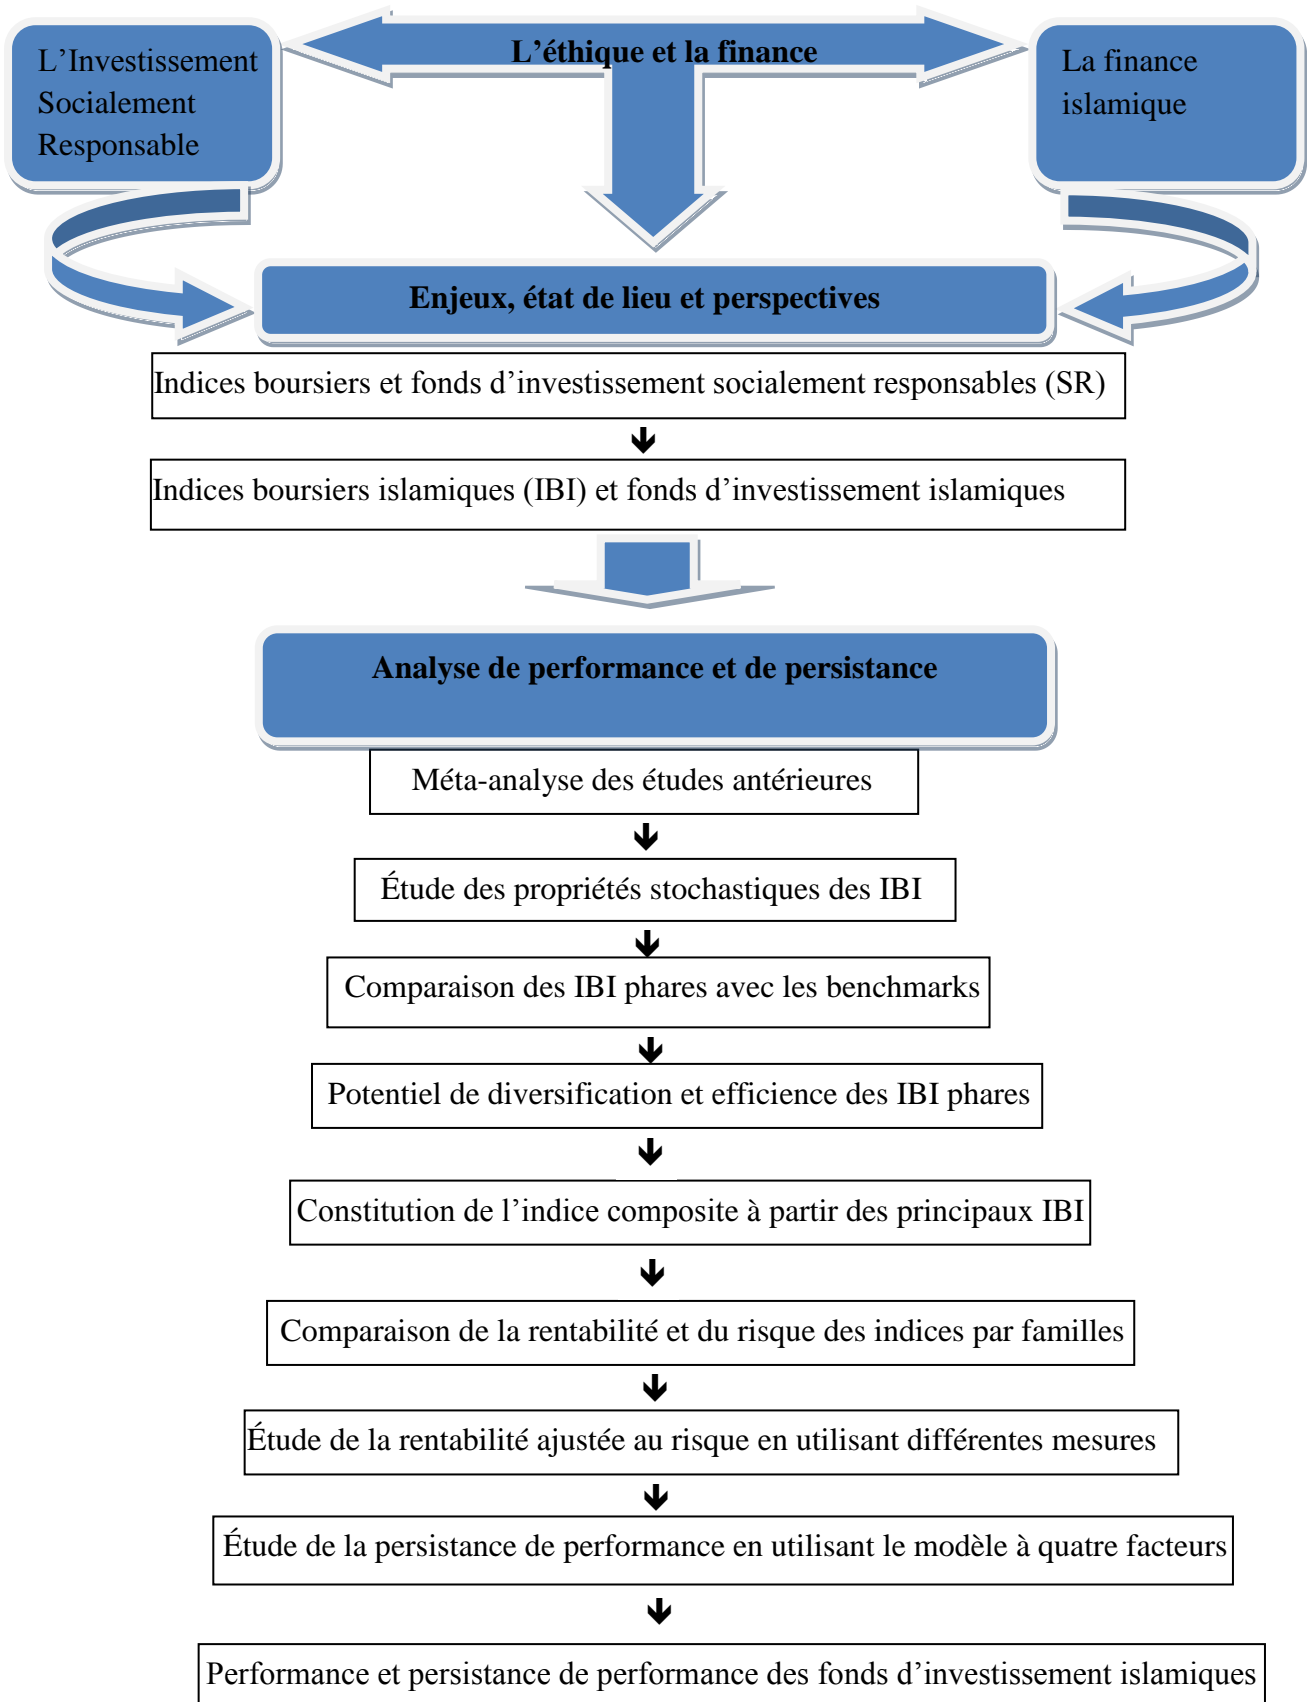 L'éthique et la finance
L'Investissement
Socialement
Responsable
La finance
islamique
Enjeux, état de lieu et perspectives
Indices boursiers et fonds d'investissement socialement responsables (SR)
Indices boursiers islamiques (IBI) et fonds d'investissement islamiques
Analyse de performance et de persistance
Méta-analyse des études antérieures
Étude des propriétés stochastiques des IBI
Comparaison des IBI phares avec les benchmarks
Potentiel de diversification et efficience des IBI phares
Constitution de l'indice composite à partir des principaux IBI
Comparaison de la rentabilité et du risque des indices par familles
Étude de la rentabilité ajustée au risque en utilisant différentes mesures
Étude de la persistance de performance en utilisant le modèle à quatre facteurs
Performance et persistance de performance des fonds d'investissement islamiques